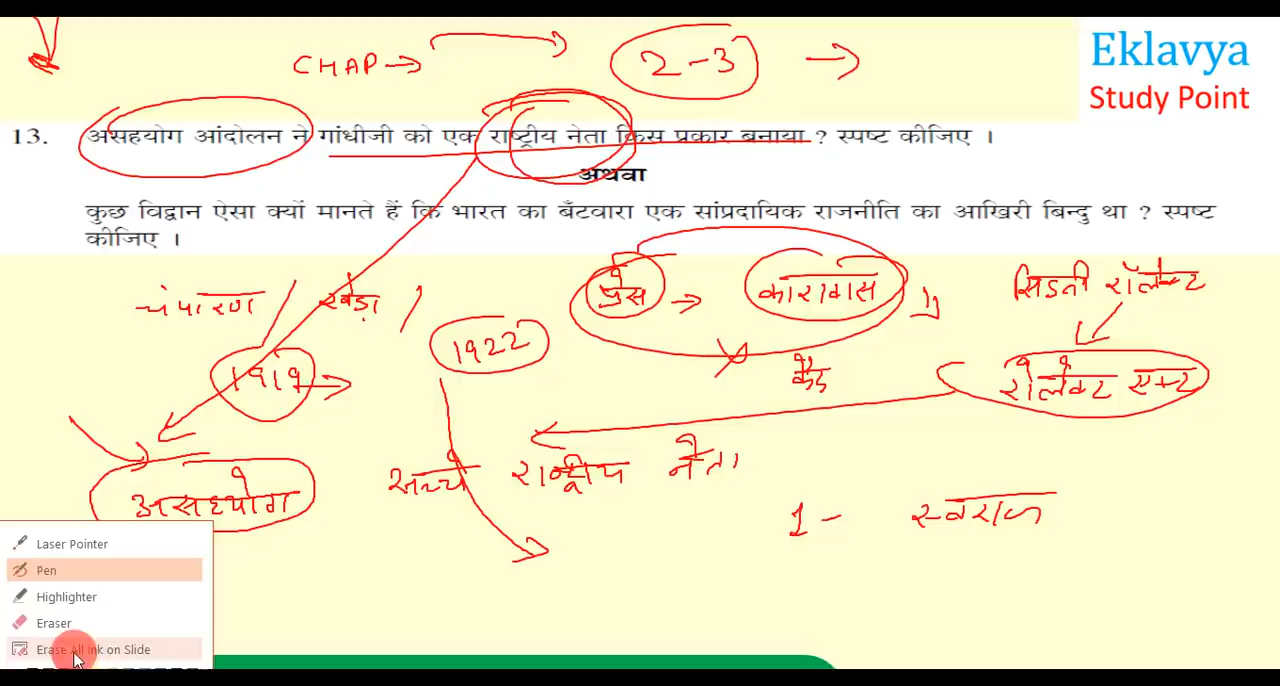 CHAP → 2-3 →
Eklavya
Study Point
13. असहयोग आंदोलन ने गांधीजी को एक राष्ट्रीय नेता किस प्रकार बनाया ? स्पष्ट कीजिए ।
अथवा
कुछ विद्वान ऐसा क्यों मानते हैं कि भारत का बँटवारा एक सांप्रदायिक राजनीति का आखिरी बिन्दु था ? स्पष्ट
कीजिए ।
चंपारण / खेड़ा /
प्रेस → कारावास
सिडनी रॉलेक्ट
1922
1919 →
कैद
रोलेक्ट एक्ट
असहयोग
सच्चे राष्ट्रीय नेता
1 - स्वराज
Laser Pointer
Pen
Highlighter
Eraser
Erase All Ink on Slide